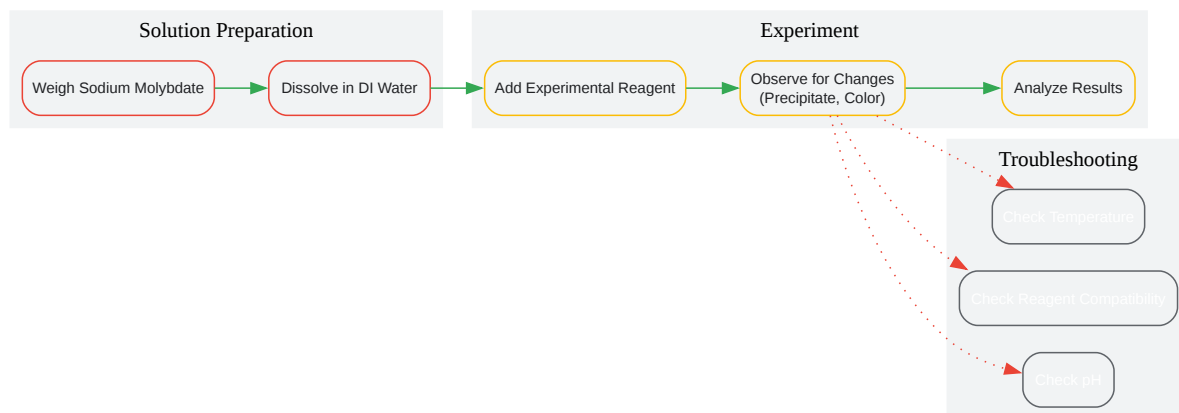 Solution Preparation
Weigh Sodium Molybdate
Dissolve in DI Water
Experiment
Add Experimental Reagent
Observe for Changes
(Precipitate, Color)
Analyze Results
Troubleshooting
Check Temperature
Check Reagent Compatibility
Check pH